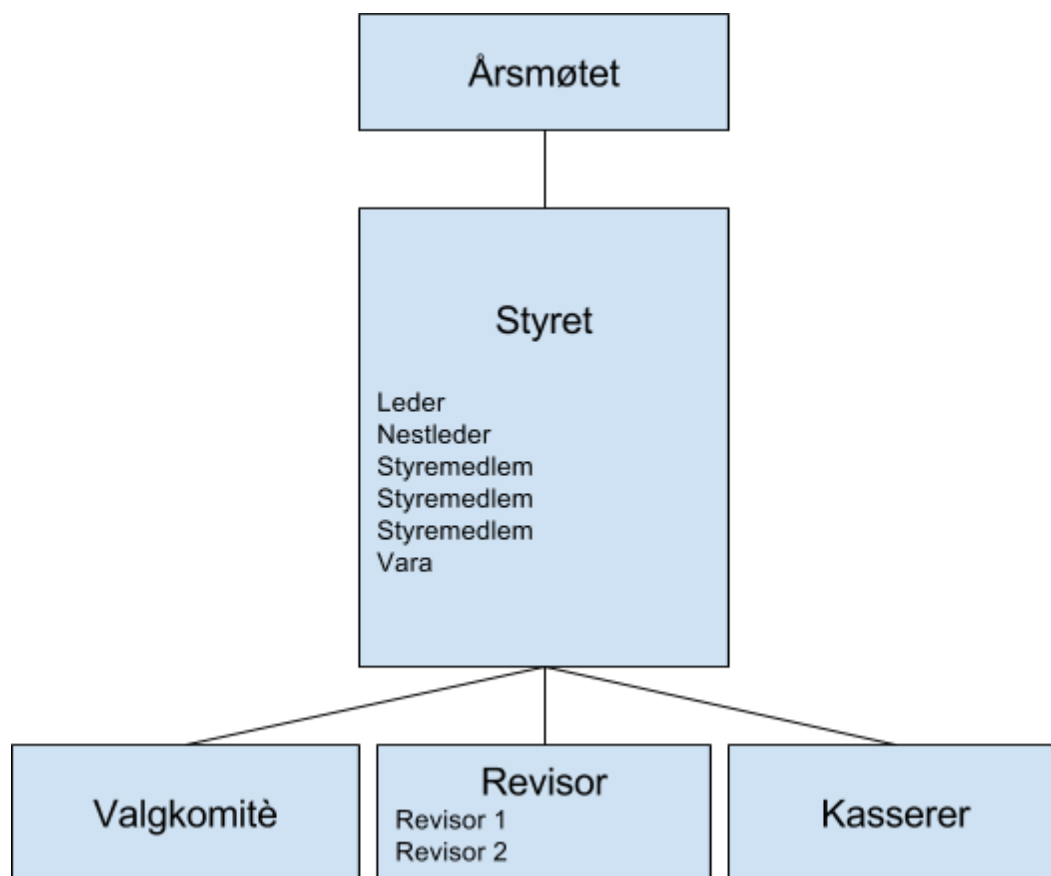 Årsmøtet
Styret
Leder
Nestleder
Styremedlem
Styremedlem
Styremedlem
Vara
Valgkomitè
Revisor
Revisor 1
Revisor 2
Kasserer